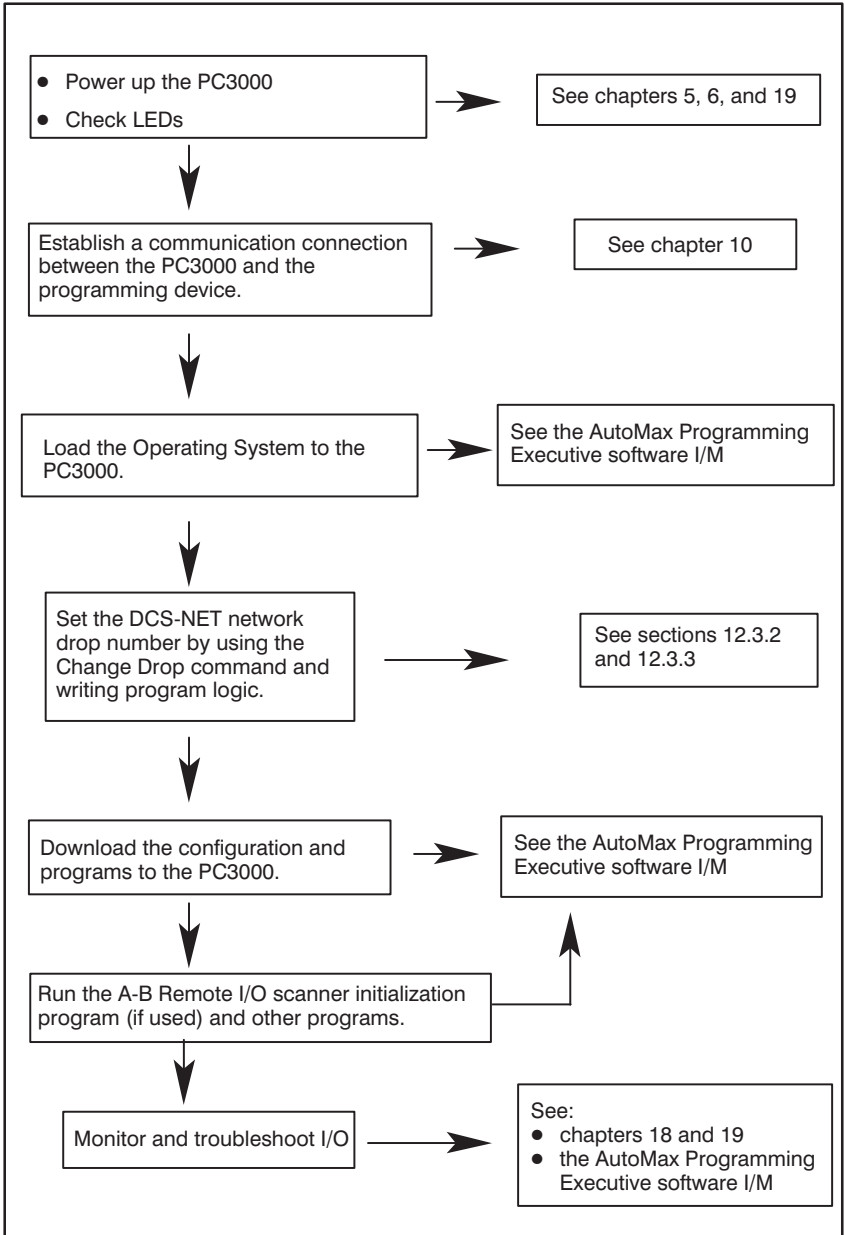 ● Power up the PC3000
● Check LEDs
See chapters 5, 6, and 19
Establish a communication connection
between the PC3000 and the
programming device.
See chapter 10
Load the Operating System to the
PC3000.
See the AutoMax Programming
Executive software I/M
Set the DCS-NET network
drop number by using the
Change Drop command and
writing program logic.
See sections 12.3.2
and 12.3.3
Download the configuration and
programs to the PC3000.
See the AutoMax Programming
Executive software I/M
Run the A-B Remote I/O scanner initialization
program (if used) and other programs.
Monitor and troubleshoot I/O
See:
● chapters 18 and 19
● the AutoMax Programming
Executive software I/M